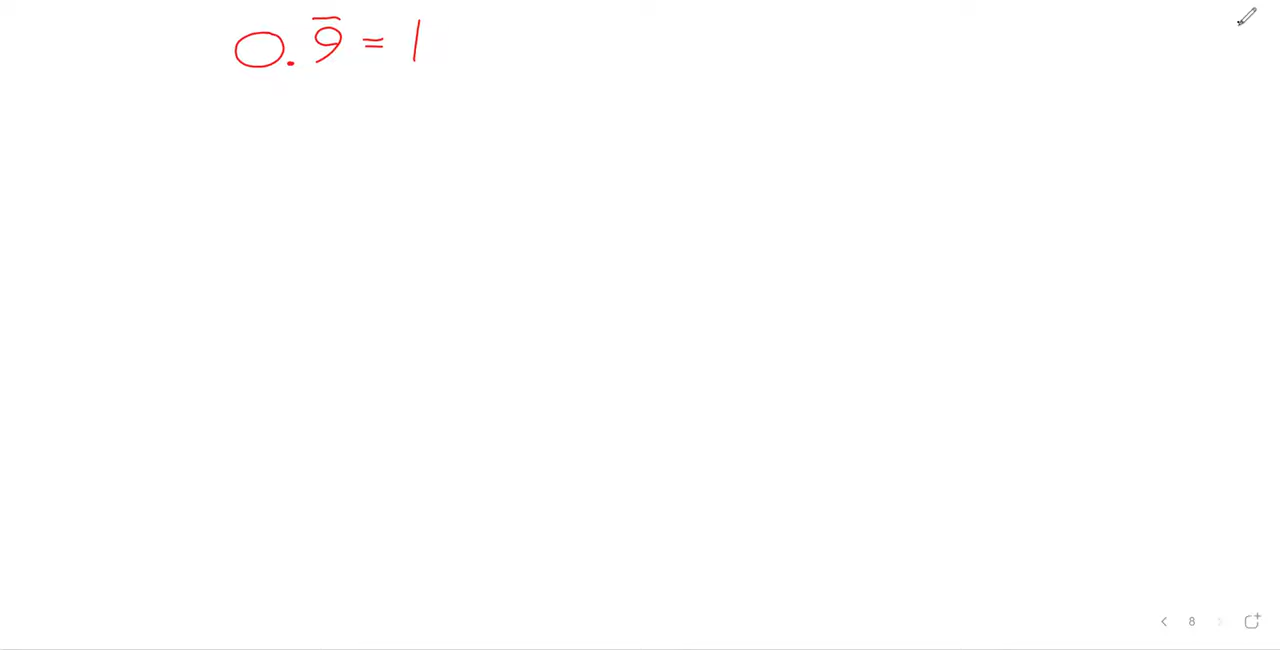 0.9̅ = 1
8